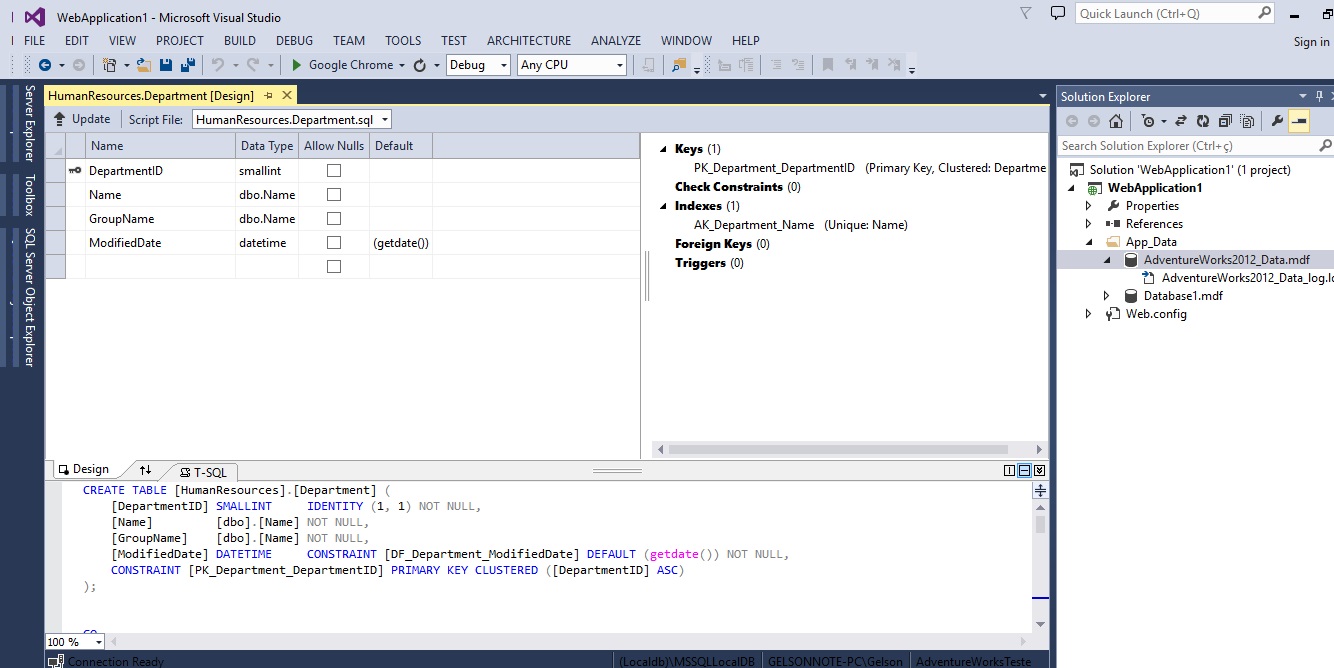 WebApplication1 - Microsoft Visual Studio
Quick Launch (Ctrl+Q)
FILE EDIT VIEW PROJECT BUILD DEBUG TEAM TOOLS TEST ARCHITECTURE ANALYZE WINDOW HELP
Sign in
Google Chrome Debug Any CPU
Server Explorer
Toolbox
SQL Server Object Explorer
HumanResources.Department [Design]
Update Script File: HumanResources.Department.sql
Name Data Type Allow Nulls Default
DepartmentID smallint
Name dbo.Name
GroupName dbo.Name
ModifiedDate datetime (getdate())
Keys (1)
PK_Department_DepartmentID (Primary Key, Clustered: Departme
Check Constraints (0)
Indexes (1)
AK_Department_Name (Unique: Name)
Foreign Keys (0)
Triggers (0)
Design T-SQL
CREATE TABLE [HumanResources].[Department] (
[DepartmentID] SMALLINT IDENTITY (1, 1) NOT NULL,
[Name] [dbo].[Name] NOT NULL,
[GroupName] [dbo].[Name] NOT NULL,
[ModifiedDate] DATETIME CONSTRAINT [DF_Department_ModifiedDate] DEFAULT (getdate()) NOT NULL,
CONSTRAINT [PK_Department_DepartmentID] PRIMARY KEY CLUSTERED ([DepartmentID] ASC)
);
GO
100 %
Connection Ready (Localdb)\MSSQLLocalDB GELSONNOTE-PC\Gelson AdventureWorksTeste
Solution Explorer
Search Solution Explorer (Ctrl+ç)
Solution 'WebApplication1' (1 project)
WebApplication1
Properties
References
App_Data
AdventureWorks2012_Data.mdf
AdventureWorks2012_Data_log.ld
Database1.mdf
Web.config